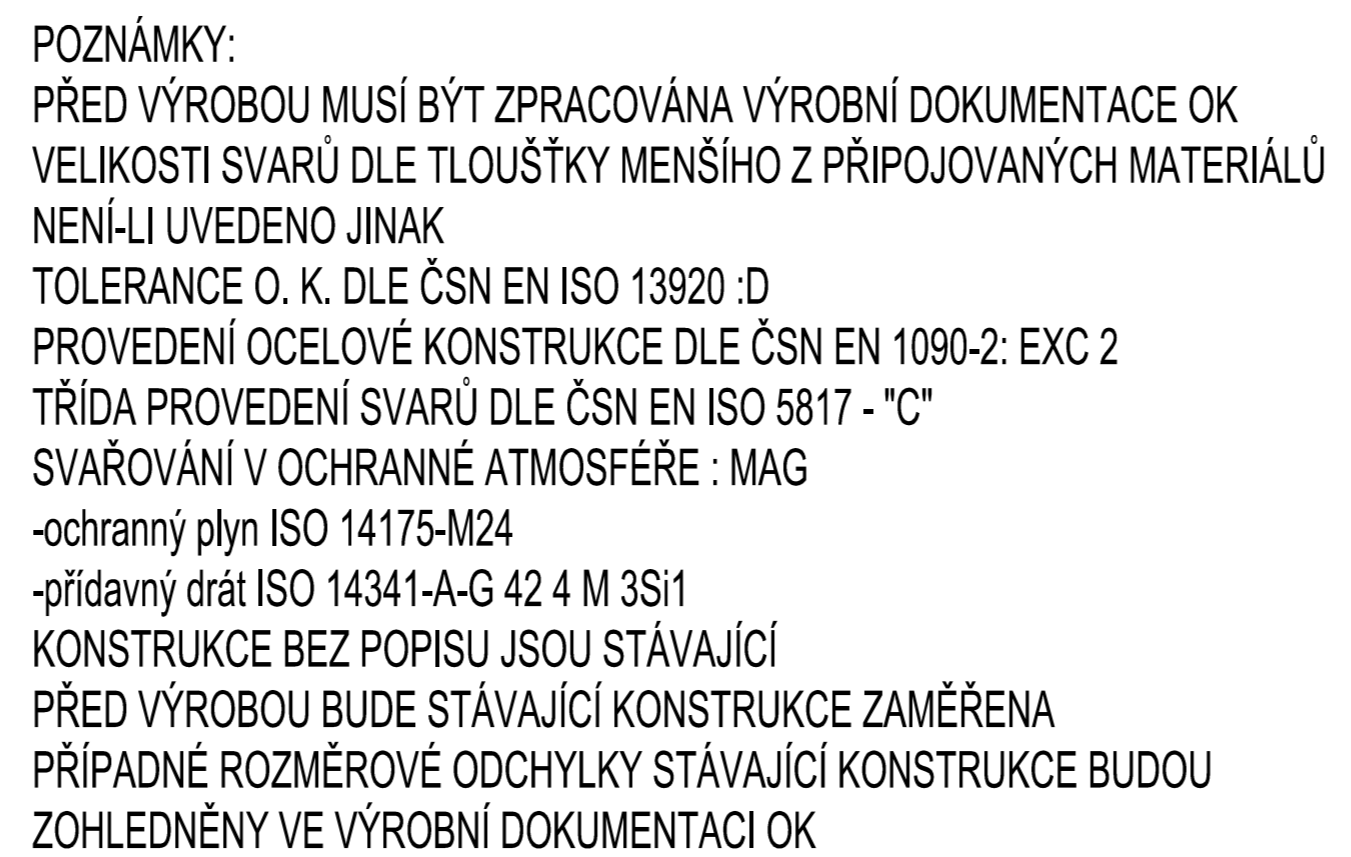 POZNÁMKY:
PŘED VÝROBOU MUSÍ BÝT ZPRACOVÁNA VÝROBNÍ DOKUMENTACE OK
VELIKOSTI SVARŮ DLE TLOUŠŤKY MENŠÍHO Z PŘIPOJOVANÝCH MATERIÁLŮ
NENÍ-LI UVEDENO JINAK
TOLERANCE O. K. DLE ČSN EN ISO 13920 :D
PROVEDENÍ OCELOVÉ KONSTRUKCE DLE ČSN EN 1090-2: EXC 2
TŘÍDA PROVEDENÍ SVARŮ DLE ČSN EN ISO 5817 - "C"
SVAŘOVÁNÍ V OCHRANNÉ ATMOSFÉŘE : MAG
-ochranný plyn ISO 14175-M24
-přídavný drát ISO 14341-A-G 42 4 M 3Si1
KONSTRUKCE BEZ POPISU JSOU STÁVAJÍCÍ
PŘED VÝROBOU BUDE STÁVAJÍCÍ KONSTRUKCE ZAMĚŘENA
PŘÍPADNÉ ROZMĚROVÉ ODCHYLKY STÁVAJÍCÍ KONSTRUKCE BUDOU
ZOHLEDNĚNY VE VÝROBNÍ DOKUMENTACI OK